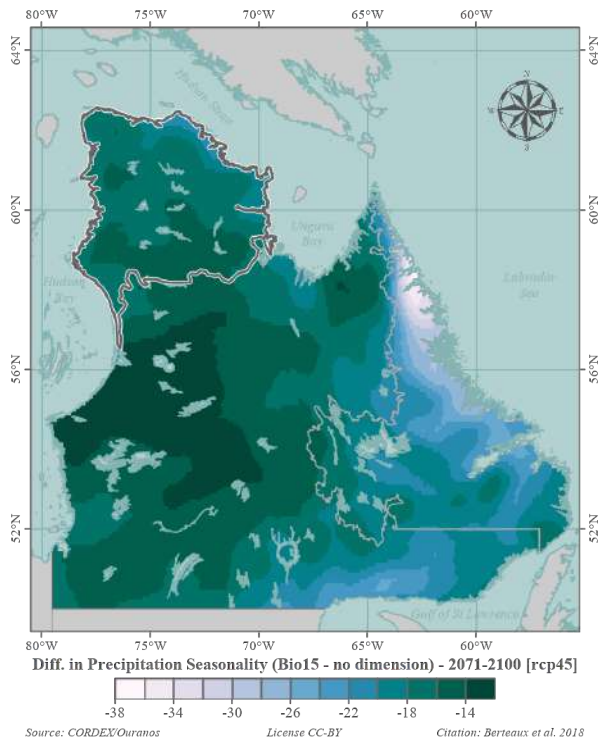 80°W 75°W 70°W 65°W 60°W
64°N 64°N
N
W E
S
Hudson Strait
60°N 60°N
Ungava
Bay
Hudson
Bay
Labrador
Sea
56°N 56°N
52°N 52°N
Gulf of St Lawrence
80°W 75°W 70°W 65°W 60°W
Diff. in Precipitation Seasonality (Bio15 - no dimension) - 2071-2100 [rcp45]
-38 -34 -30 -26 -22 -18 -14
Source: CORDEX/Ouranos License CC-BY Citation: Berteaux et al. 2018